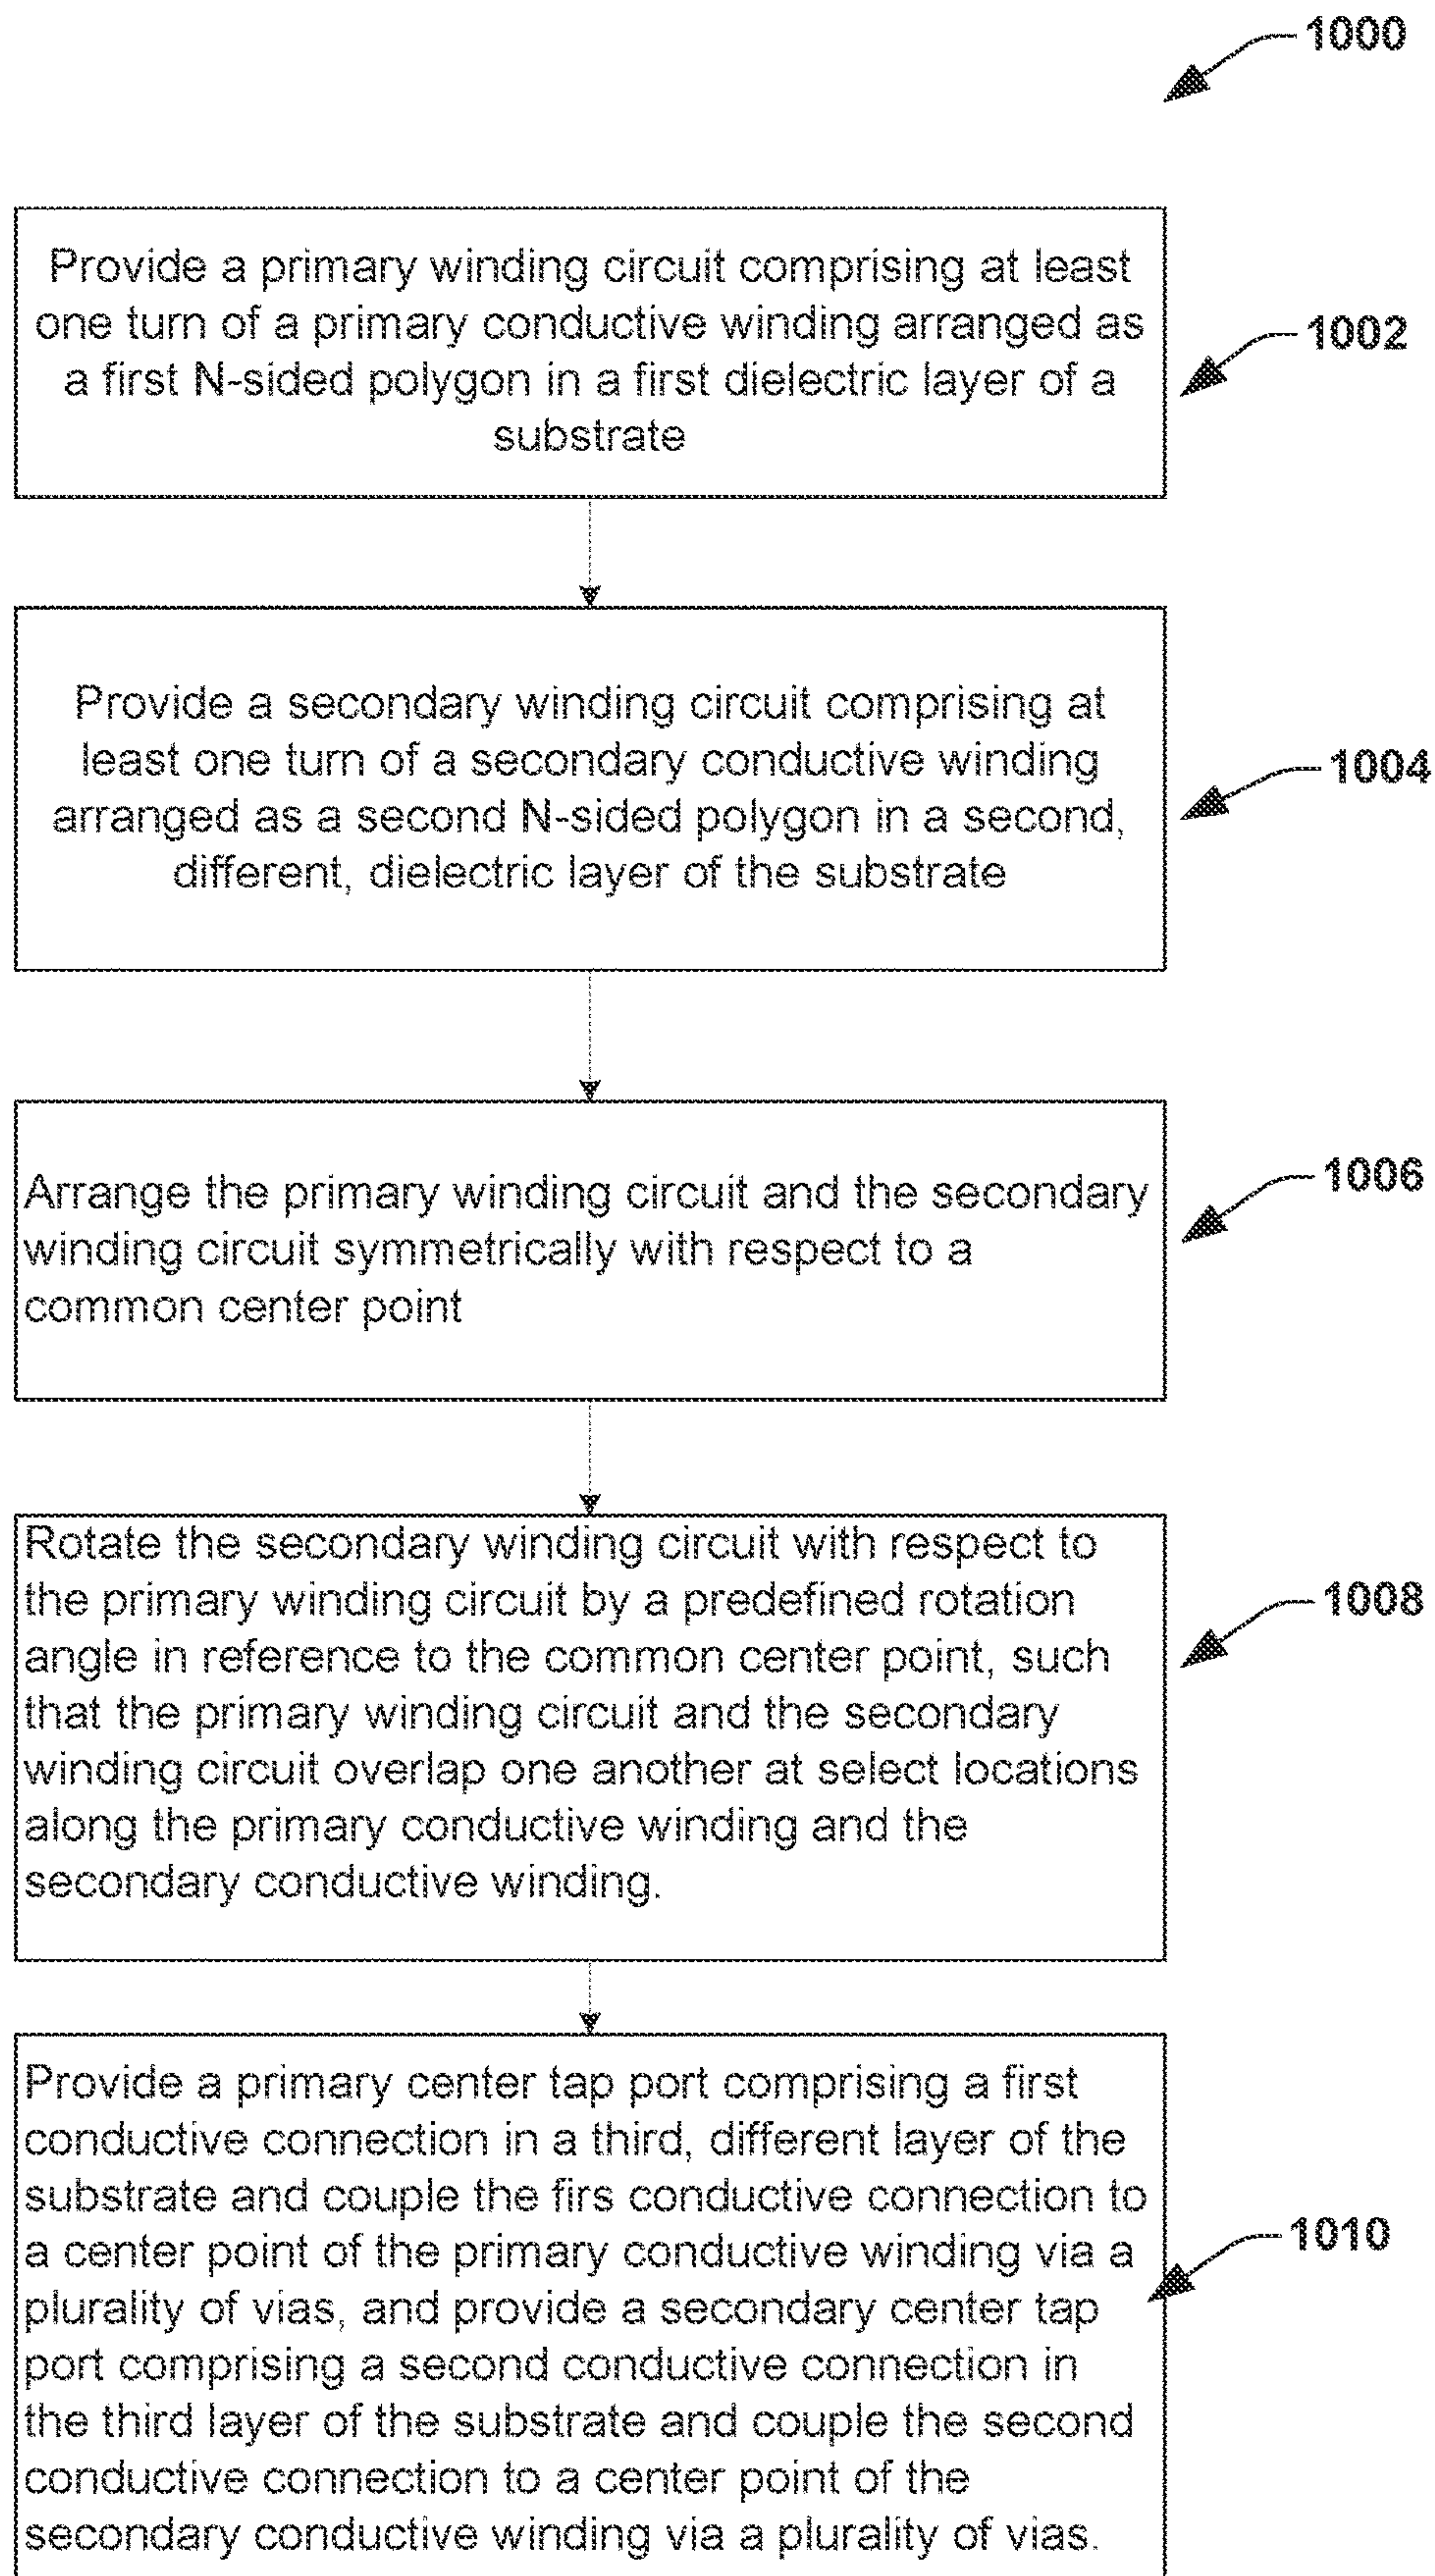 1000
Provide a primary winding circuit comprising at least
one turn of a primary conductive winding arranged as
a first N-sided polygon in a first dielectric layer of a
substrate
1002
Provide a secondary winding circuit comprising at
least one turn of a secondary conductive winding
arranged as a second N-sided polygon in a second,
different, dielectric layer of the substrate
1004
Arrange the primary winding circuit and the secondary
winding circuit symmetrically with respect to a
common center point
1006
Rotate the secondary winding circuit with respect to
the primary winding circuit by a predefined rotation
angle in reference to the common center point, such
that the primary winding circuit and the secondary
winding circuit overlap one another at select locations
along the primary conductive winding and the
secondary conductive winding.
1008
Provide a primary center tap port comprising a first
conductive connection in a third, different layer of the
substrate and couple the firs conductive connection to
a center point of the primary conductive winding via a
plurality of vias, and provide a secondary center tap
port comprising a second conductive connection in
the third layer of the substrate and couple the second
conductive connection to a center point of the
secondary conductive winding via a plurality of vias.
1010